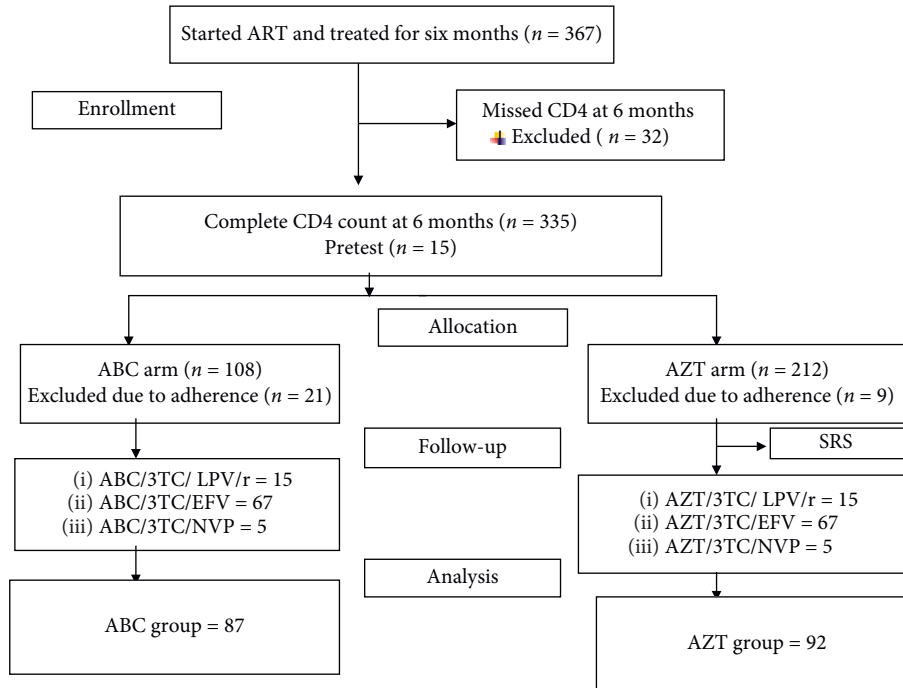 Started ART and treated for six months (n = 367)
Enrollment
Missed CD4 at 6 months
Excluded ( n = 32)
Complete CD4 count at 6 months (n = 335)
Pretest (n = 15)
Allocation
ABC arm (n = 108)
Excluded due to adherence (n = 21)
AZT arm (n = 212)
Excluded due to adherence (n = 9)
Follow-up
SRS
(i) ABC/3TC/ LPV/r = 15
(ii) ABC/3TC/EFV = 67
(iii) ABC/3TC/NVP = 5
(i) AZT/3TC/ LPV/r = 15
(ii) AZT/3TC/EFV = 67
(iii) AZT/3TC/NVP = 5
Analysis
ABC group = 87
AZT group = 92